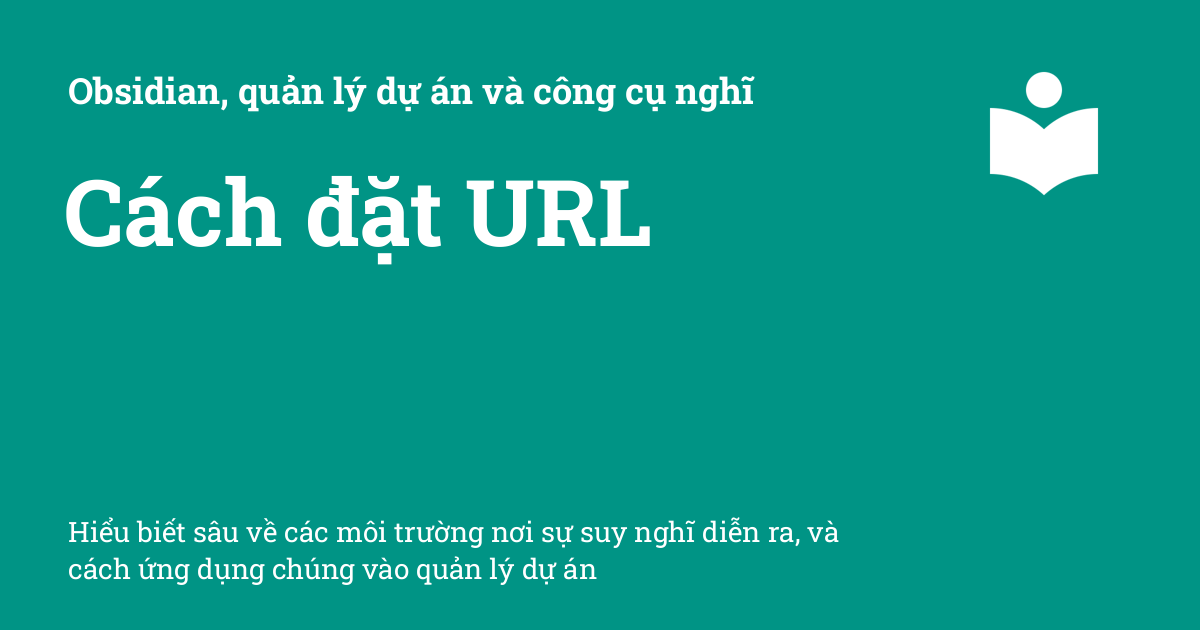 Obsidian, quản lý dự án và công cụ nghĩ
Cách đặt URL
Hiểu biết sâu về các môi trường nơi sự suy nghĩ diễn ra, và
cách ứng dụng chúng vào quản lý dự án